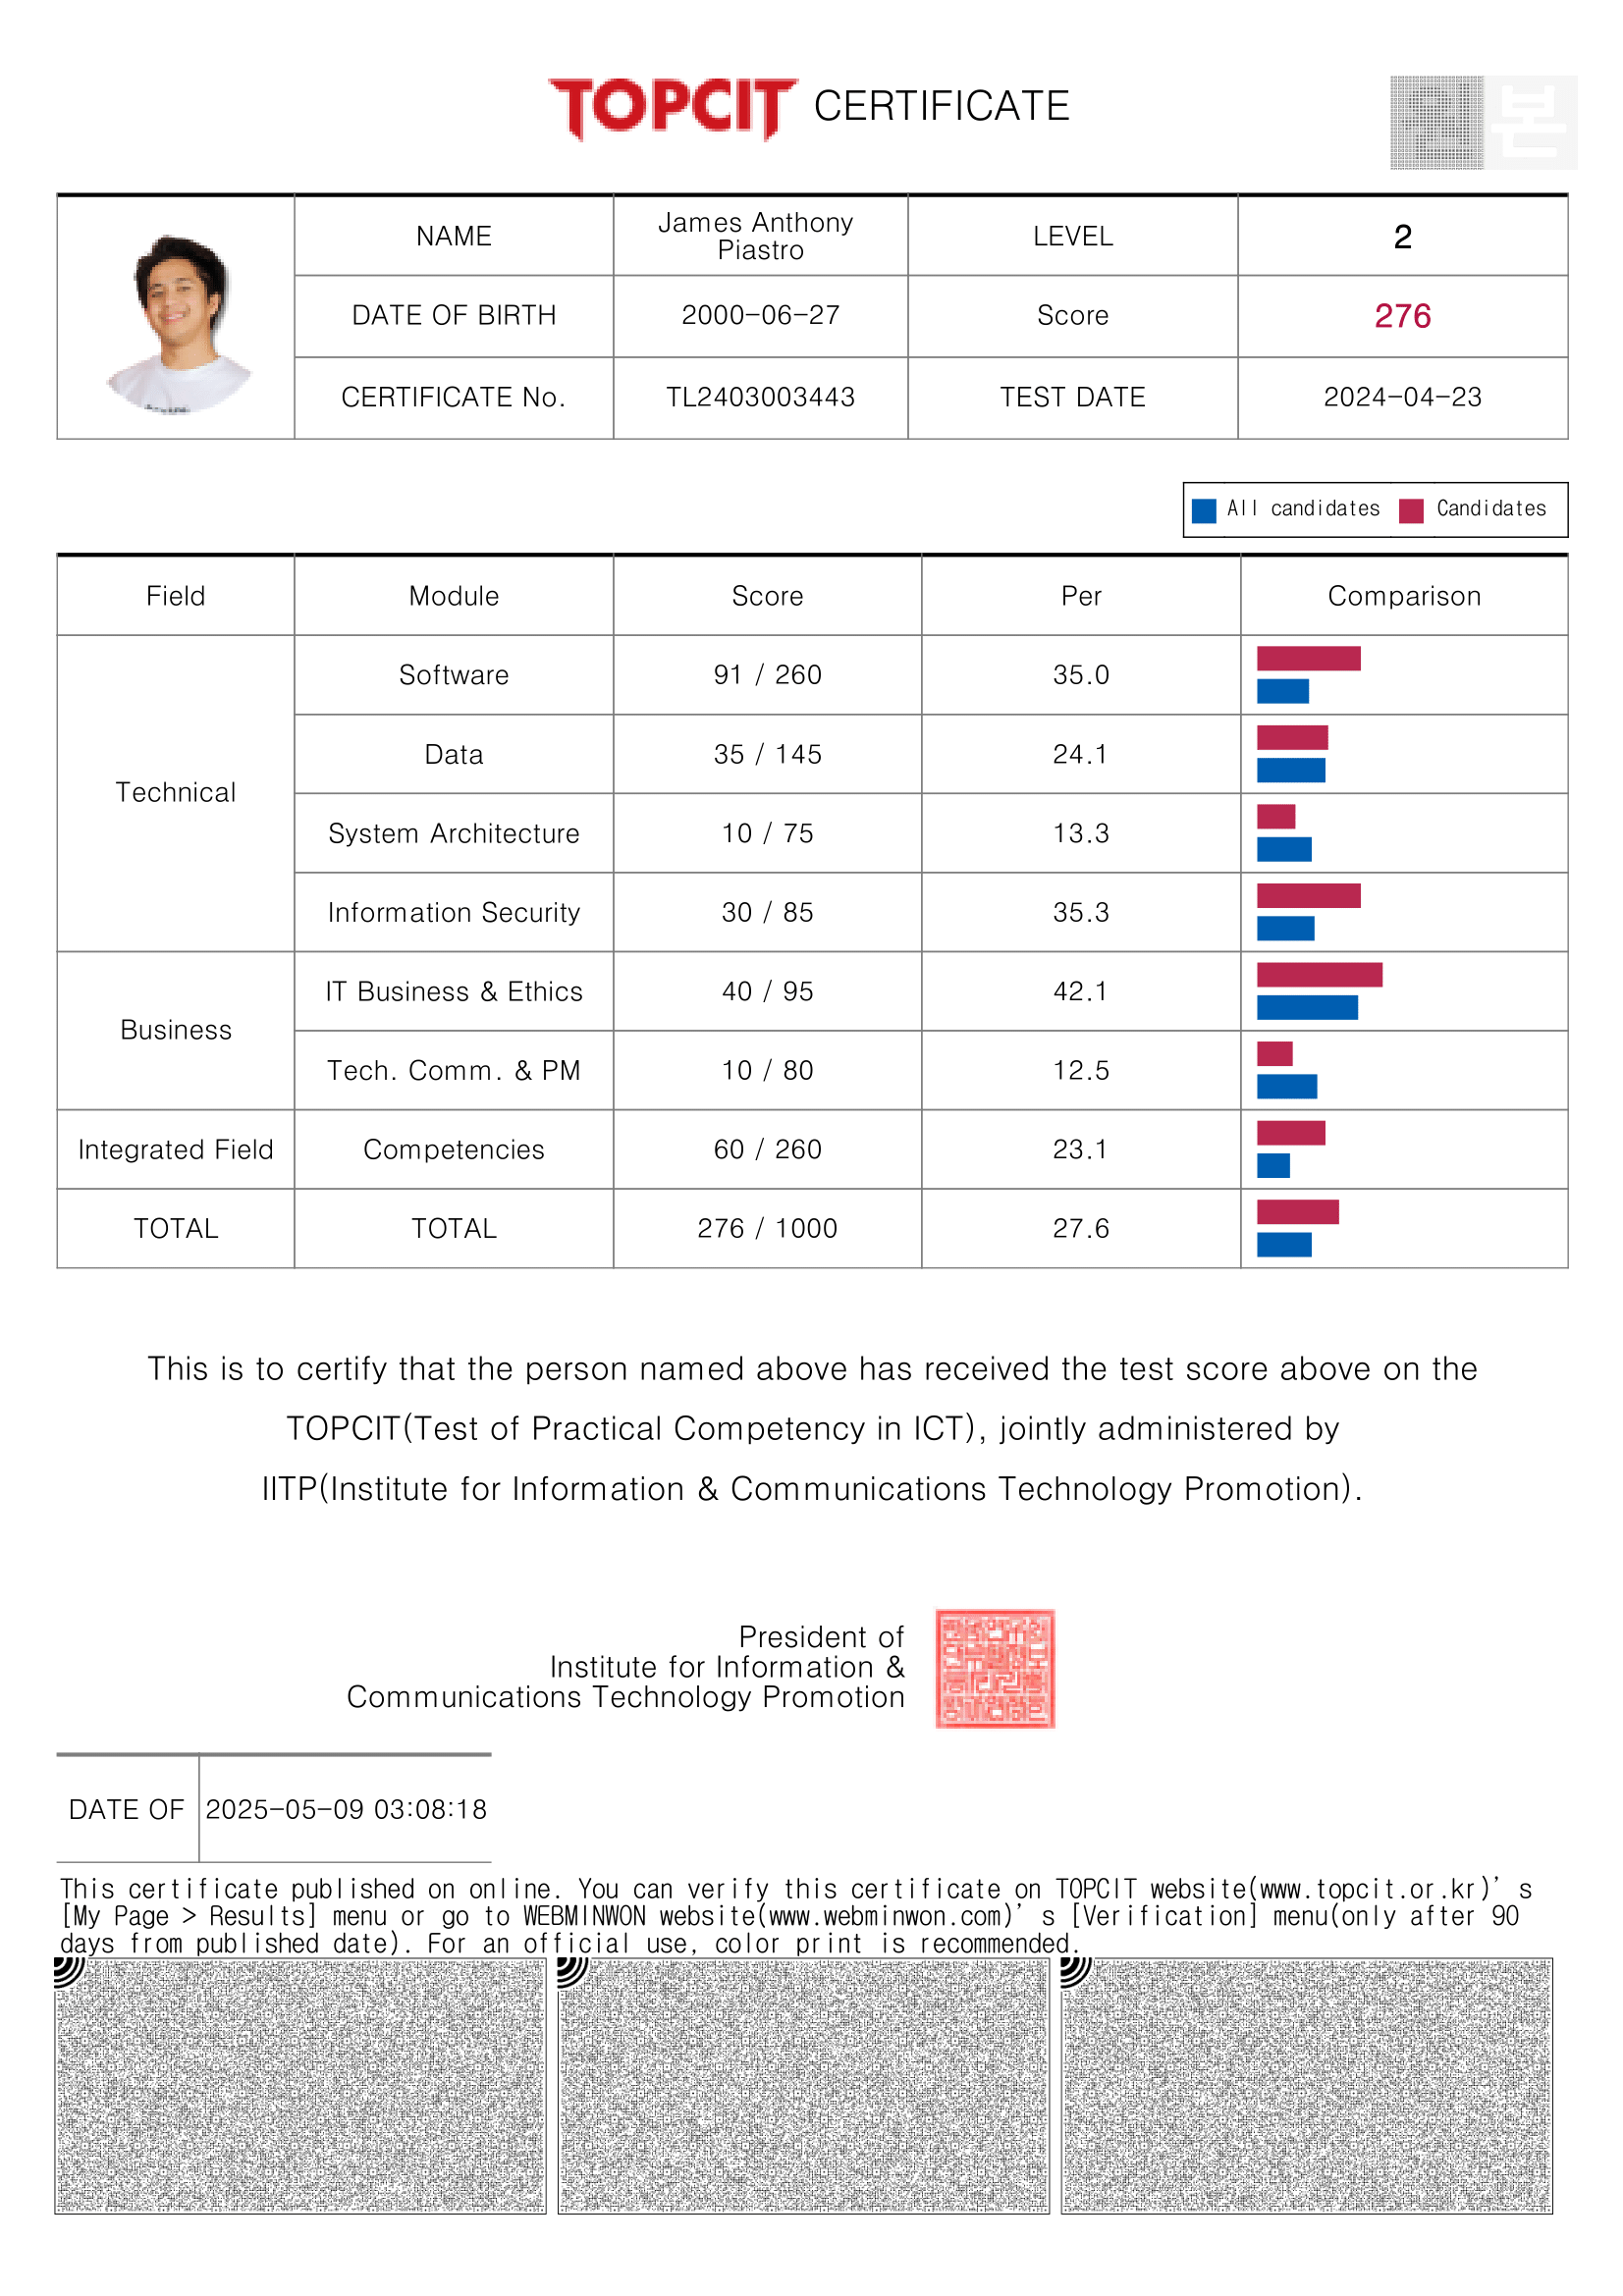 TOPCIT CERTIFICATE
본
NAME
James Anthony
Piastro
LEVEL
2
DATE OF BIRTH
2000-06-27
Score
276
CERTIFICATE No.
TL2403003443
TEST DATE
2024-04-23
All candidates
Candidates
Field
Module
Score
Per
Comparison
Technical
Software
91 / 260
35.0
Data
35 / 145
24.1
System Architecture
10 / 75
13.3
Information Security
30 / 85
35.3
Business
IT Business & Ethics
40 / 95
42.1
Tech. Comm. & PM
10 / 80
12.5
Integrated Field
Competencies
60 / 260
23.1
TOTAL
TOTAL
276 / 1000
27.6
This is to certify that the person named above has received the test score above on the
TOPCIT(Test of Practical Competency in ICT), jointly administered by
IITP(Institute for Information & Communications Technology Promotion).
President of
Institute for Information &
Communications Technology Promotion
DATE OF
2025-05-09 03:08:18
This certificate published on online. You can verify this certificate on TOPCIT website(www.topcit.or.kr)'s
[My Page > Results] menu or go to WEBMINWON website(www.webminwon.com)'s [Verification] menu(only after 90
days from published date). For an official use, color print is recommended.